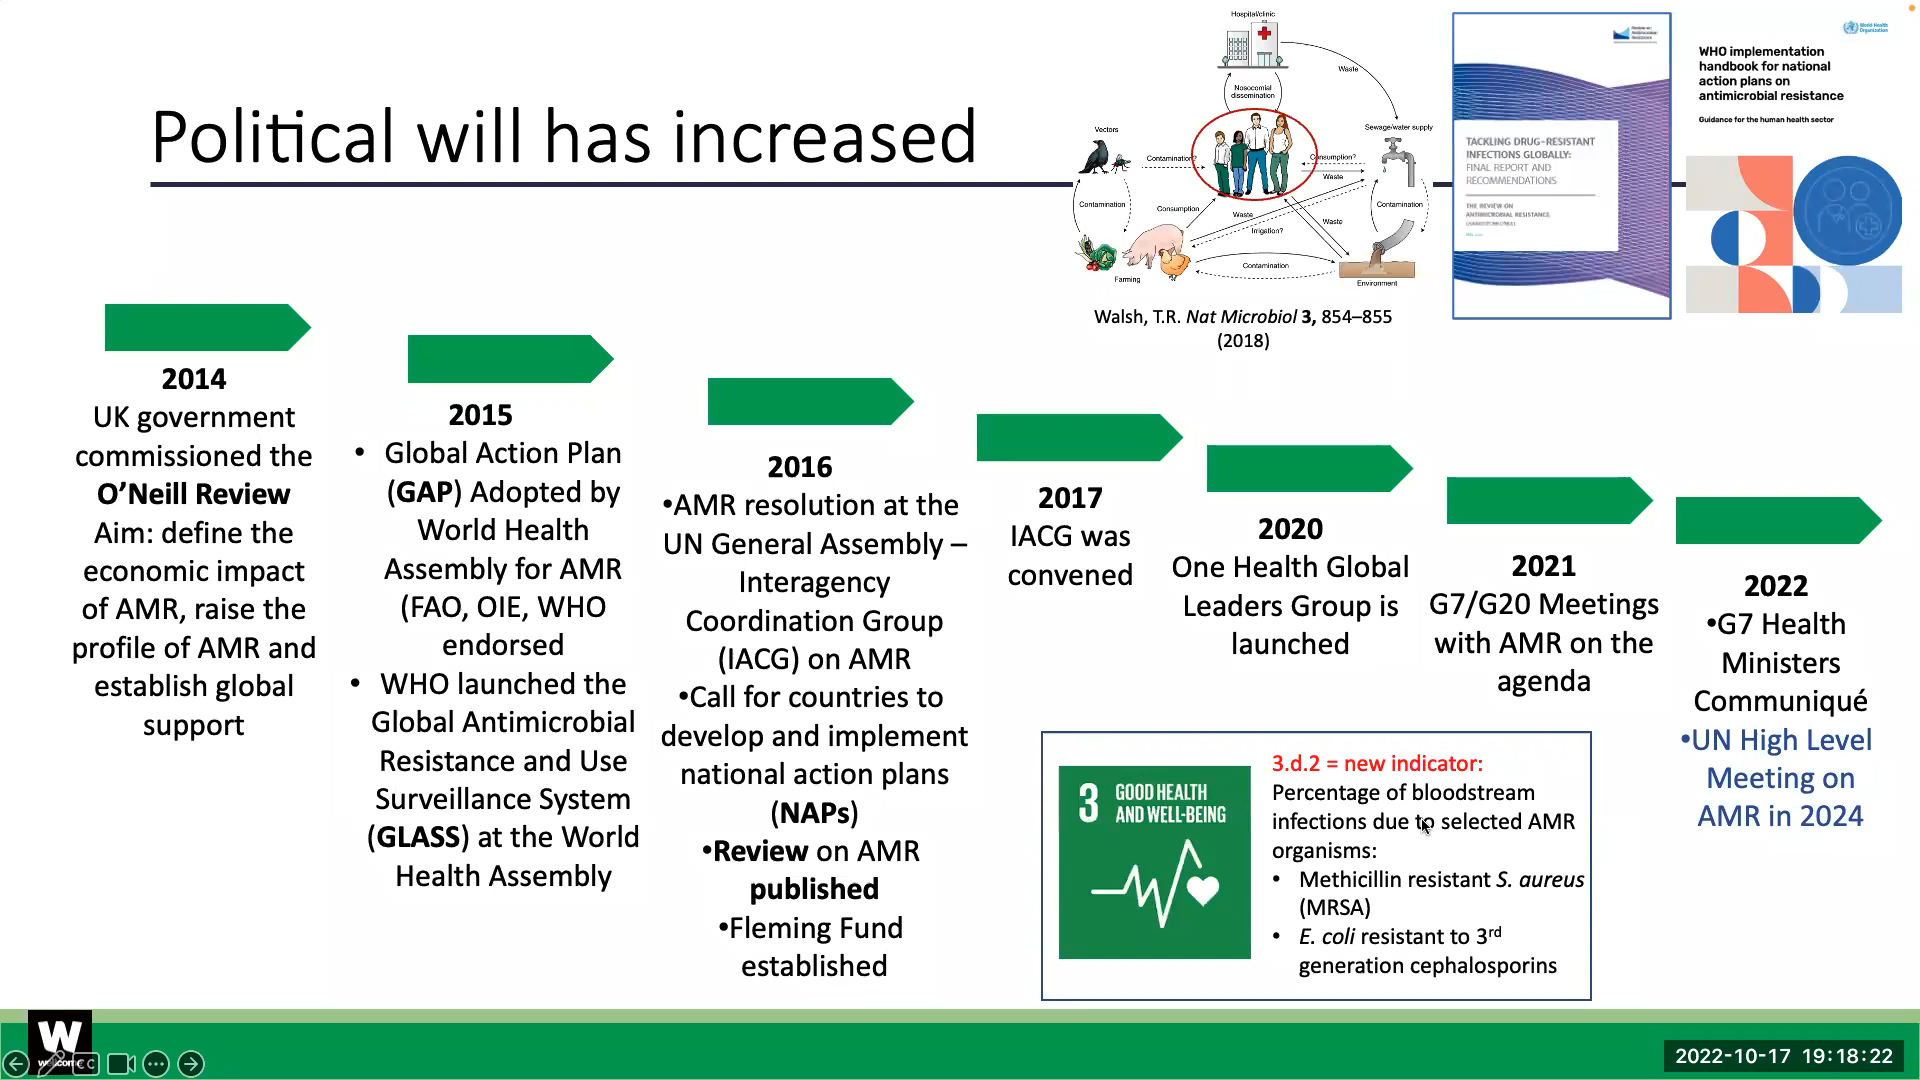 Political will has increased
Hospital/clinic
Waste
Nosocomial
dissemination
Vectors
Sewage/water supply
Contamination?
Consumption?
Waste
Contamination
Consumption
Contamination
Waste
Waste
Irrigation?
Contamination
Farming
Environment
Walsh, T.R. Nat Microbiol 3, 854–855
(2018)
Review on
Antimicrobial
Resistance
TACKLING DRUG-RESISTANT
INFECTIONS GLOBALLY:
FINAL REPORT AND
RECOMMENDATIONS
THE REVIEW ON
ANTIMICROBIAL RESISTANCE
World Health
Organization
WHO implementation
handbook for national
action plans on
antimicrobial resistance
Guidance for the human health sector
2014
UK government
commissioned the
O’Neill Review
Aim: define the
economic impact
of AMR, raise the
profile of AMR and
establish global
support
2015
• Global Action Plan
(GAP) Adopted by
World Health
Assembly for AMR
(FAO, OIE, WHO
endorsed
• WHO launched the
Global Antimicrobial
Resistance and Use
Surveillance System
(GLASS) at the World
Health Assembly
2016
•AMR resolution at the
UN General Assembly –
Interagency
Coordination Group
(IACG) on AMR
•Call for countries to
develop and implement
national action plans
(NAPs)
•Review on AMR
published
•Fleming Fund
established
2017
IACG was
convened
2020
One Health Global
Leaders Group is
launched
2021
G7/G20 Meetings
with AMR on the
agenda
2022
•G7 Health
Ministers
Communiqué
•UN High Level
Meeting on
AMR in 2024
3 GOOD HEALTH
AND WELL-BEING
3.d.2 = new indicator:
Percentage of bloodstream
infections due to selected AMR
organisms:
• Methicillin resistant S. aureus
(MRSA)
• E. coli resistant to 3rd
generation cephalosporins
W
wellcome
CC
2022-10-17 19:18:22